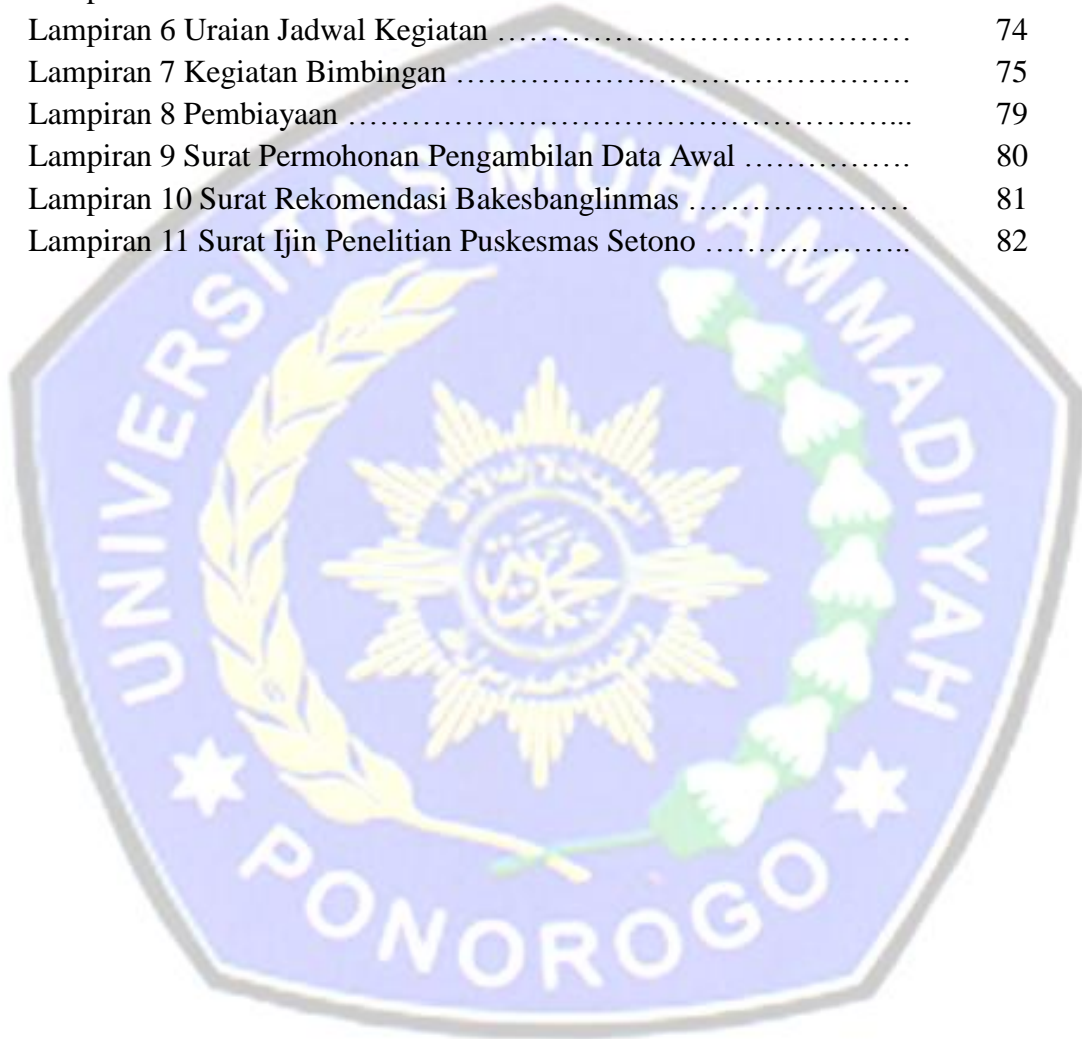 Lampiran 6 Uraian Jadwal Kegiatan ………………………………… 74
Lampiran 7 Kegiatan Bimbingan ……………………………………. 75
Lampiran 8 Pembiayaan ……………………………………………... 79
Lampiran 9 Surat Permohonan Pengambilan Data Awal ……………. 80
Lampiran 10 Surat Rekomendasi Bakesbanglinmas ………………… 81
Lampiran 11 Surat Ijin Penelitian Puskesmas Setono ……………….. 82
UNIVERSITAS MUHAMMADIYAH
PONOROGO